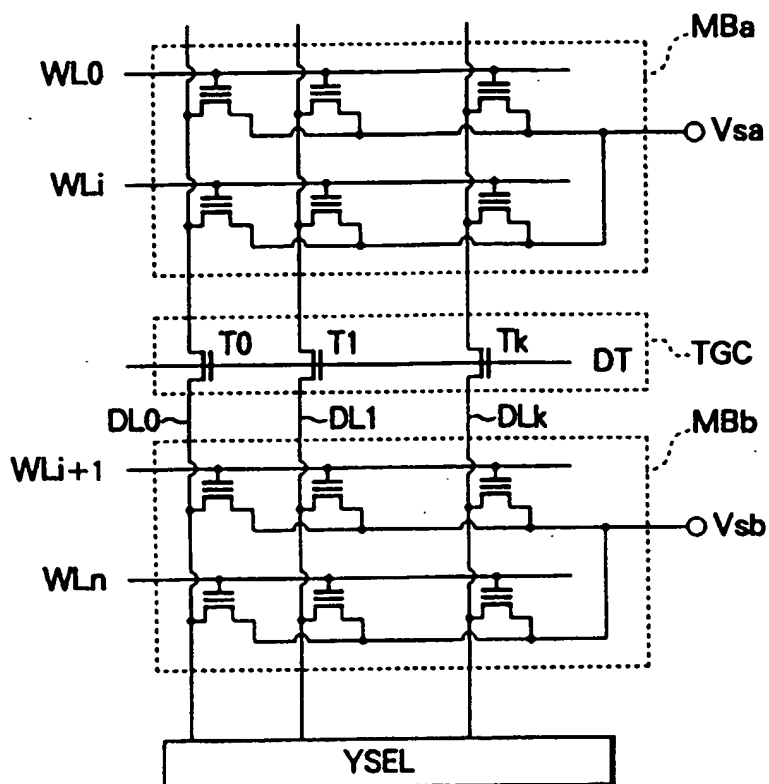 MBa
WL0
Vsa
WLi
T0 T1 Tk DT TGC
DL0 DL1 DLk MBb
WLi+1
Vsb
WLn
YSEL